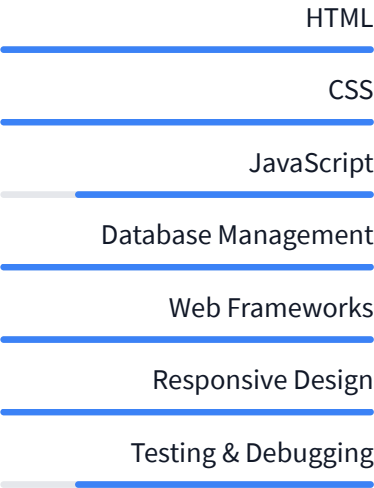 HTML
CSS
JavaScript
Database Management
Web Frameworks
Responsive Design
Testing & Debugging